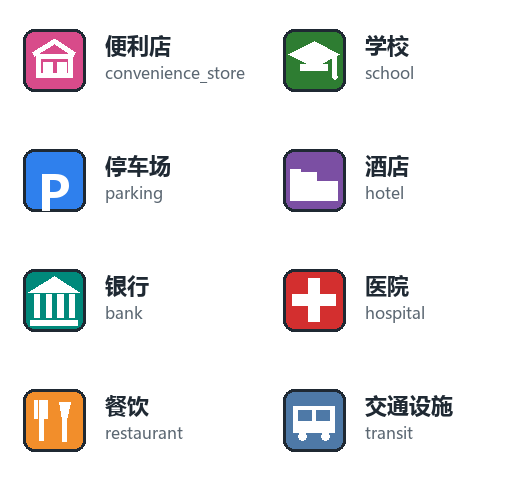 便利店
convenience_store
学校
school
停车场
parking
P
酒店
hotel
银行
bank
医院
hospital
餐饮
restaurant
交通设施
transit